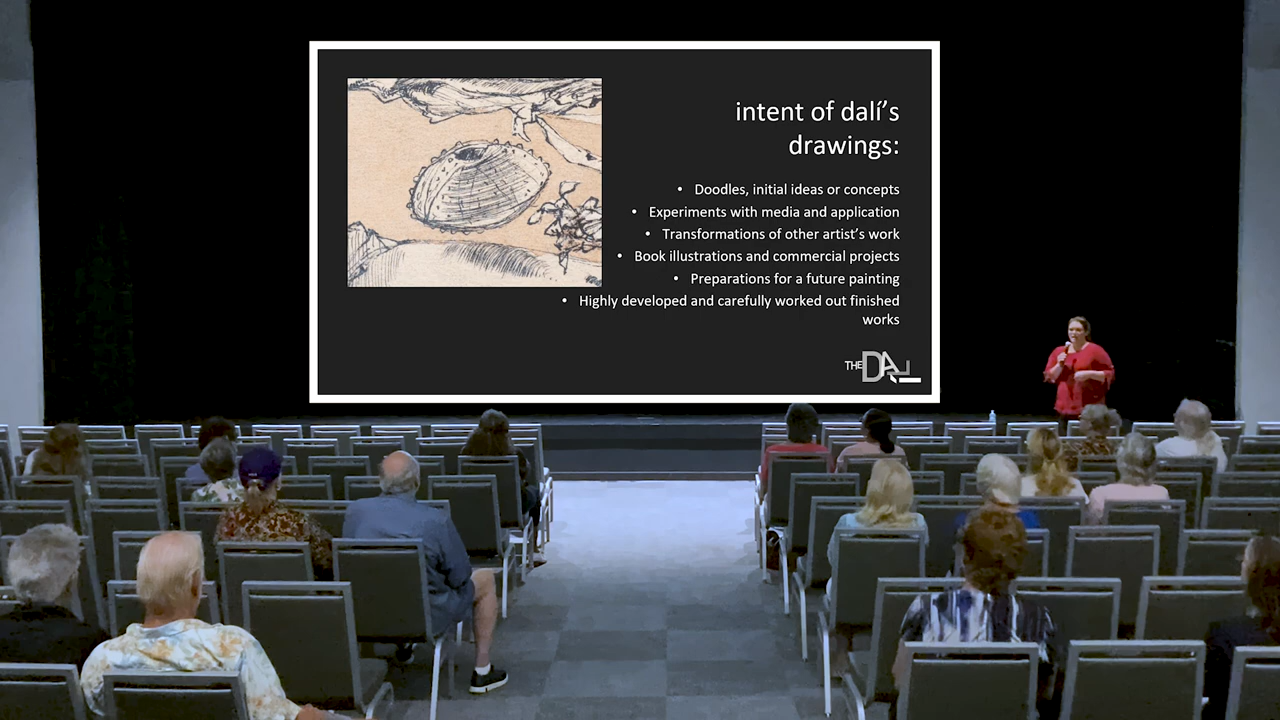 intent of dalí’s
drawings:
• Doodles, initial ideas or concepts
• Experiments with media and application
• Transformations of other artist’s work
• Book illustrations and commercial projects
• Preparations for a future painting
• Highly developed and carefully worked out finished
works
THE DALÍ